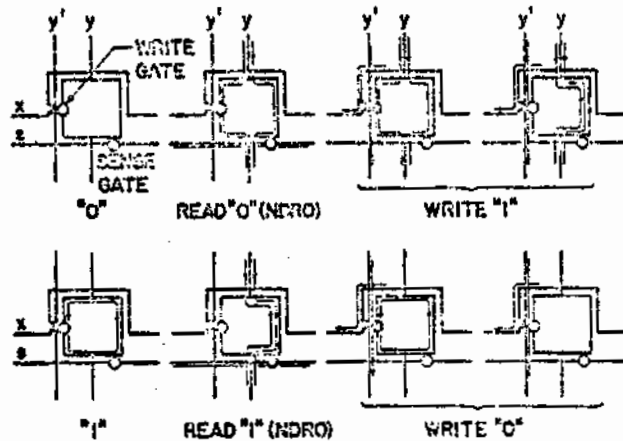 y' y y' y y' y y' y
WRITE GATE
X
SENSE GATE
"0" READ "0" (NDRO) WRITE "1"
X
"1" READ "1" (NDRO) WRITE "0"